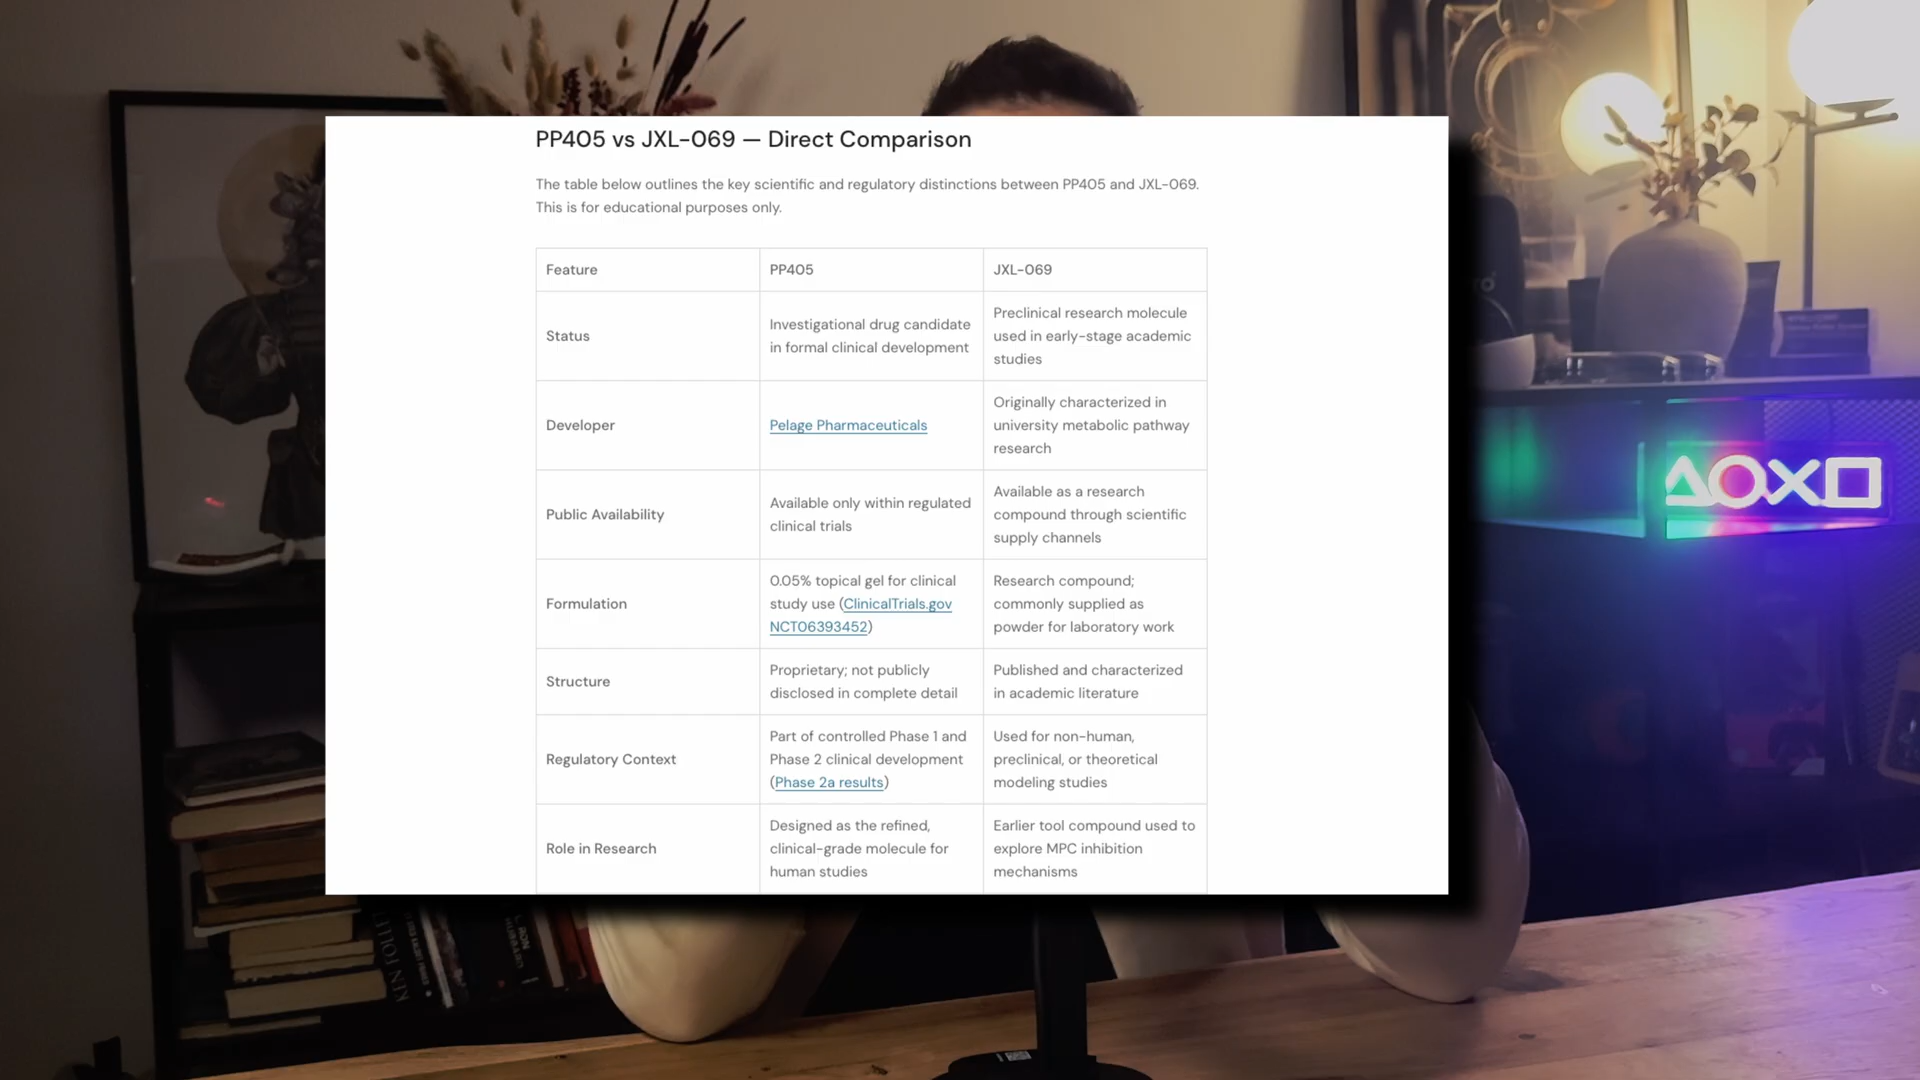 PP405 vs JXL-069 — Direct Comparison
The table below outlines the key scientific and regulatory distinctions between PP405 and JXL-069.
This is for educational purposes only.
Feature
PP405
JXL-069
Status
Investigational drug candidate
in formal clinical development
Preclinical research molecule
used in early-stage academic
studies
Developer
Pelage Pharmaceuticals
Originally characterized in
university metabolic pathway
research
Public Availability
Available only within regulated
clinical trials
Available as a research
compound through scientific
supply channels
Formulation
0.05% topical gel for clinical
study use (ClinicalTrials.gov
NCT06393452)
Research compound;
commonly supplied as
powder for laboratory work
Structure
Proprietary; not publicly
disclosed in complete detail
Published and characterized
in academic literature
Regulatory Context
Part of controlled Phase 1 and
Phase 2 clinical development
(Phase 2a results)
Used for non-human,
preclinical, or theoretical
modeling studies
Role in Research
Designed as the refined,
clinical-grade molecule for
human studies
Earlier tool compound used to
explore MPC inhibition
mechanisms
KEN FOLLETT